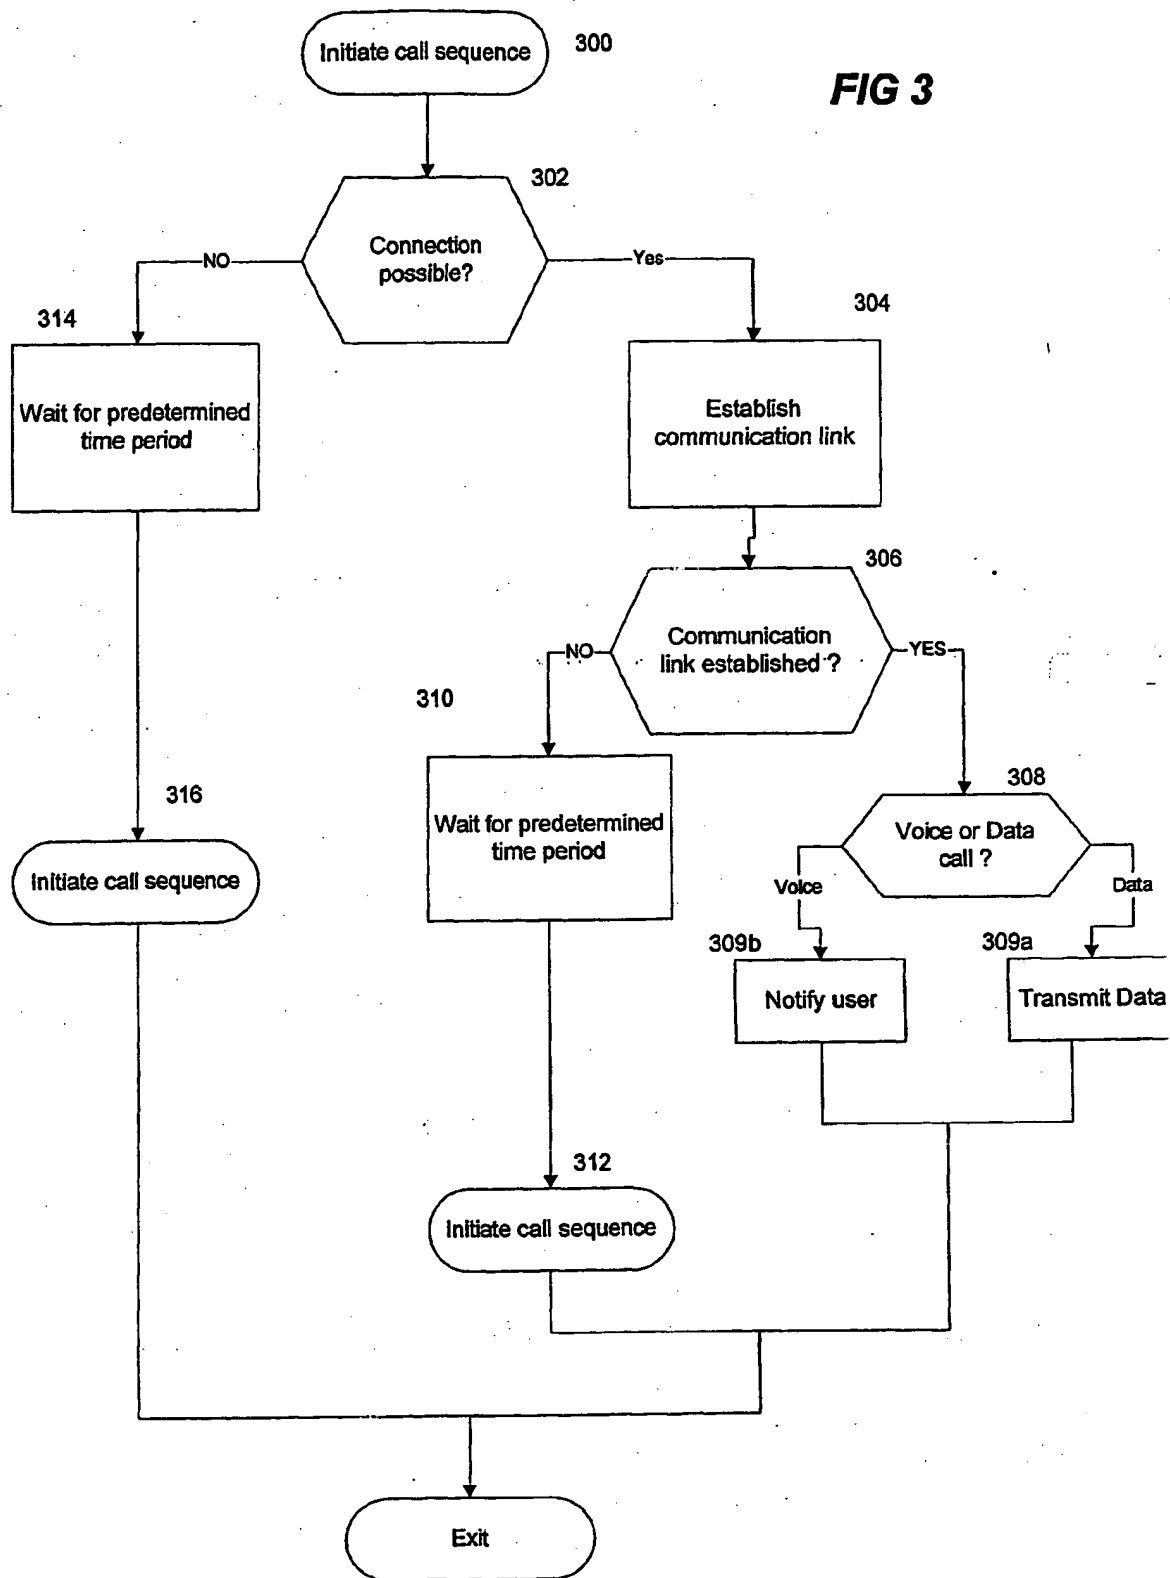 Initiate call sequence
300
FIG 3
302
Connection
possible?
NO
Yes
314
304
Wait for predetermined
time period
Establish
communication link
306
Communication
link established ?
NO
YES
310
308
316
Wait for predetermined
time period
Voice or Data
call ?
Initiate call sequence
Voice
Data
309b
309a
Notify user
Transmit Data
312
Initiate call sequence
Exit